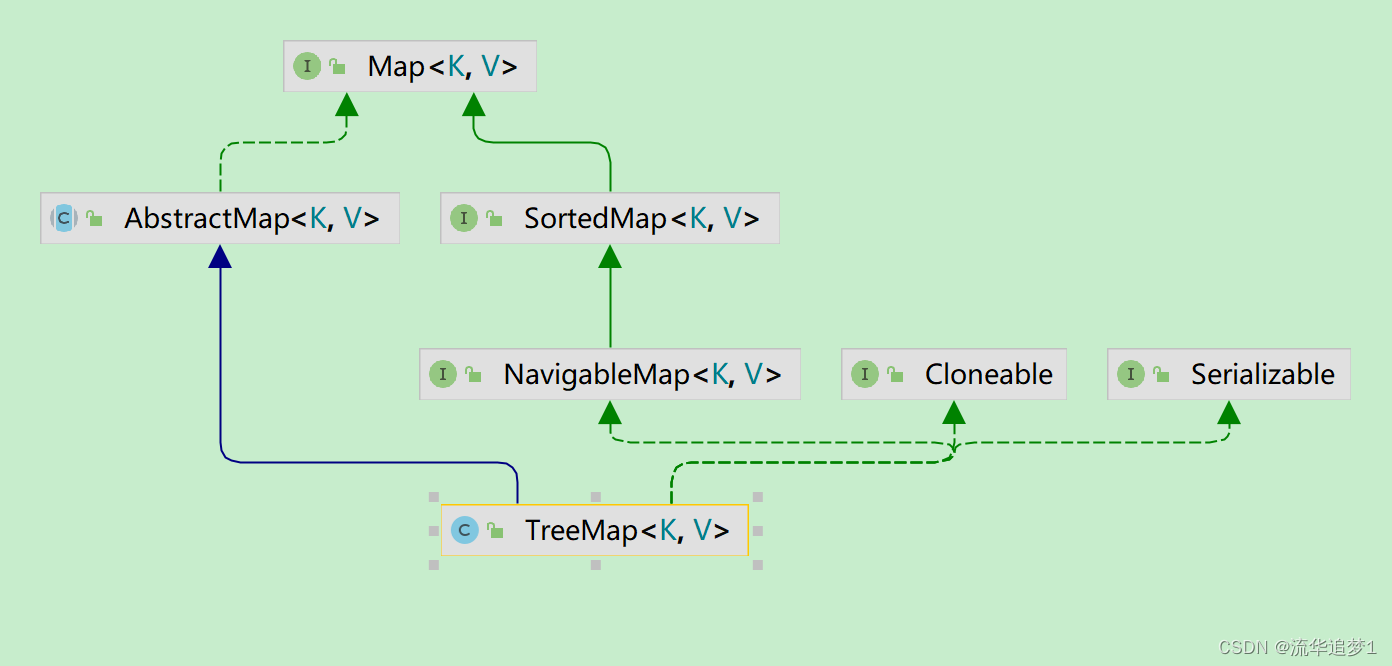 I Map<K, V>
C AbstractMap<K, V>
I SortedMap<K, V>
I NavigableMap<K, V>
I Cloneable
I Serializable
C TreeMap<K, V>
CSDN @流华追梦1